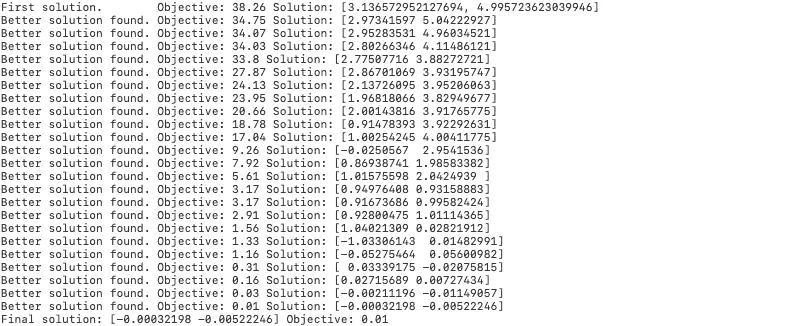 First solution.        Objective: 38.26 Solution: [3.136572952127694, 4.995723623039946]
Better solution found. Objective: 34.75 Solution: [2.97341597 5.04222927]
Better solution found. Objective: 34.07 Solution: [2.95283531 4.96034521]
Better solution found. Objective: 34.03 Solution: [2.80266346 4.11486121]
Better solution found. Objective: 33.8 Solution: [2.77507716 3.88272721]
Better solution found. Objective: 27.87 Solution: [2.86701069 3.93195747]
Better solution found. Objective: 24.13 Solution: [2.13726095 3.95206063]
Better solution found. Objective: 23.95 Solution: [1.96818066 3.82949677]
Better solution found. Objective: 20.66 Solution: [2.00143816 3.91765775]
Better solution found. Objective: 18.78 Solution: [0.91478393 3.92292631]
Better solution found. Objective: 17.04 Solution: [1.00254245 4.00411775]
Better solution found. Objective: 9.26 Solution: [−0.0250567  2.9541536]
Better solution found. Objective: 7.92 Solution: [0.86938741 1.98583382]
Better solution found. Objective: 5.61 Solution: [1.01575598 2.0424939 ]
Better solution found. Objective: 3.17 Solution: [0.94976408 0.93158883]
Better solution found. Objective: 3.17 Solution: [0.91673686 0.99582424]
Better solution found. Objective: 2.91 Solution: [0.92800475 1.01114365]
Better solution found. Objective: 1.56 Solution: [1.04021309 0.02821912]
Better solution found. Objective: 1.33 Solution: [−1.03306143  0.01482991]
Better solution found. Objective: 1.16 Solution: [−0.05275464  0.05600982]
Better solution found. Objective: 0.31 Solution: [ 0.03339175 −0.02075815]
Better solution found. Objective: 0.16 Solution: [0.02715689 0.00727434]
Better solution found. Objective: 0.03 Solution: [−0.00211196 −0.01149057]
Better solution found. Objective: 0.01 Solution: [−0.00032198 −0.00522246]
Final solution: [−0.00032198 −0.00522246] Objective: 0.01